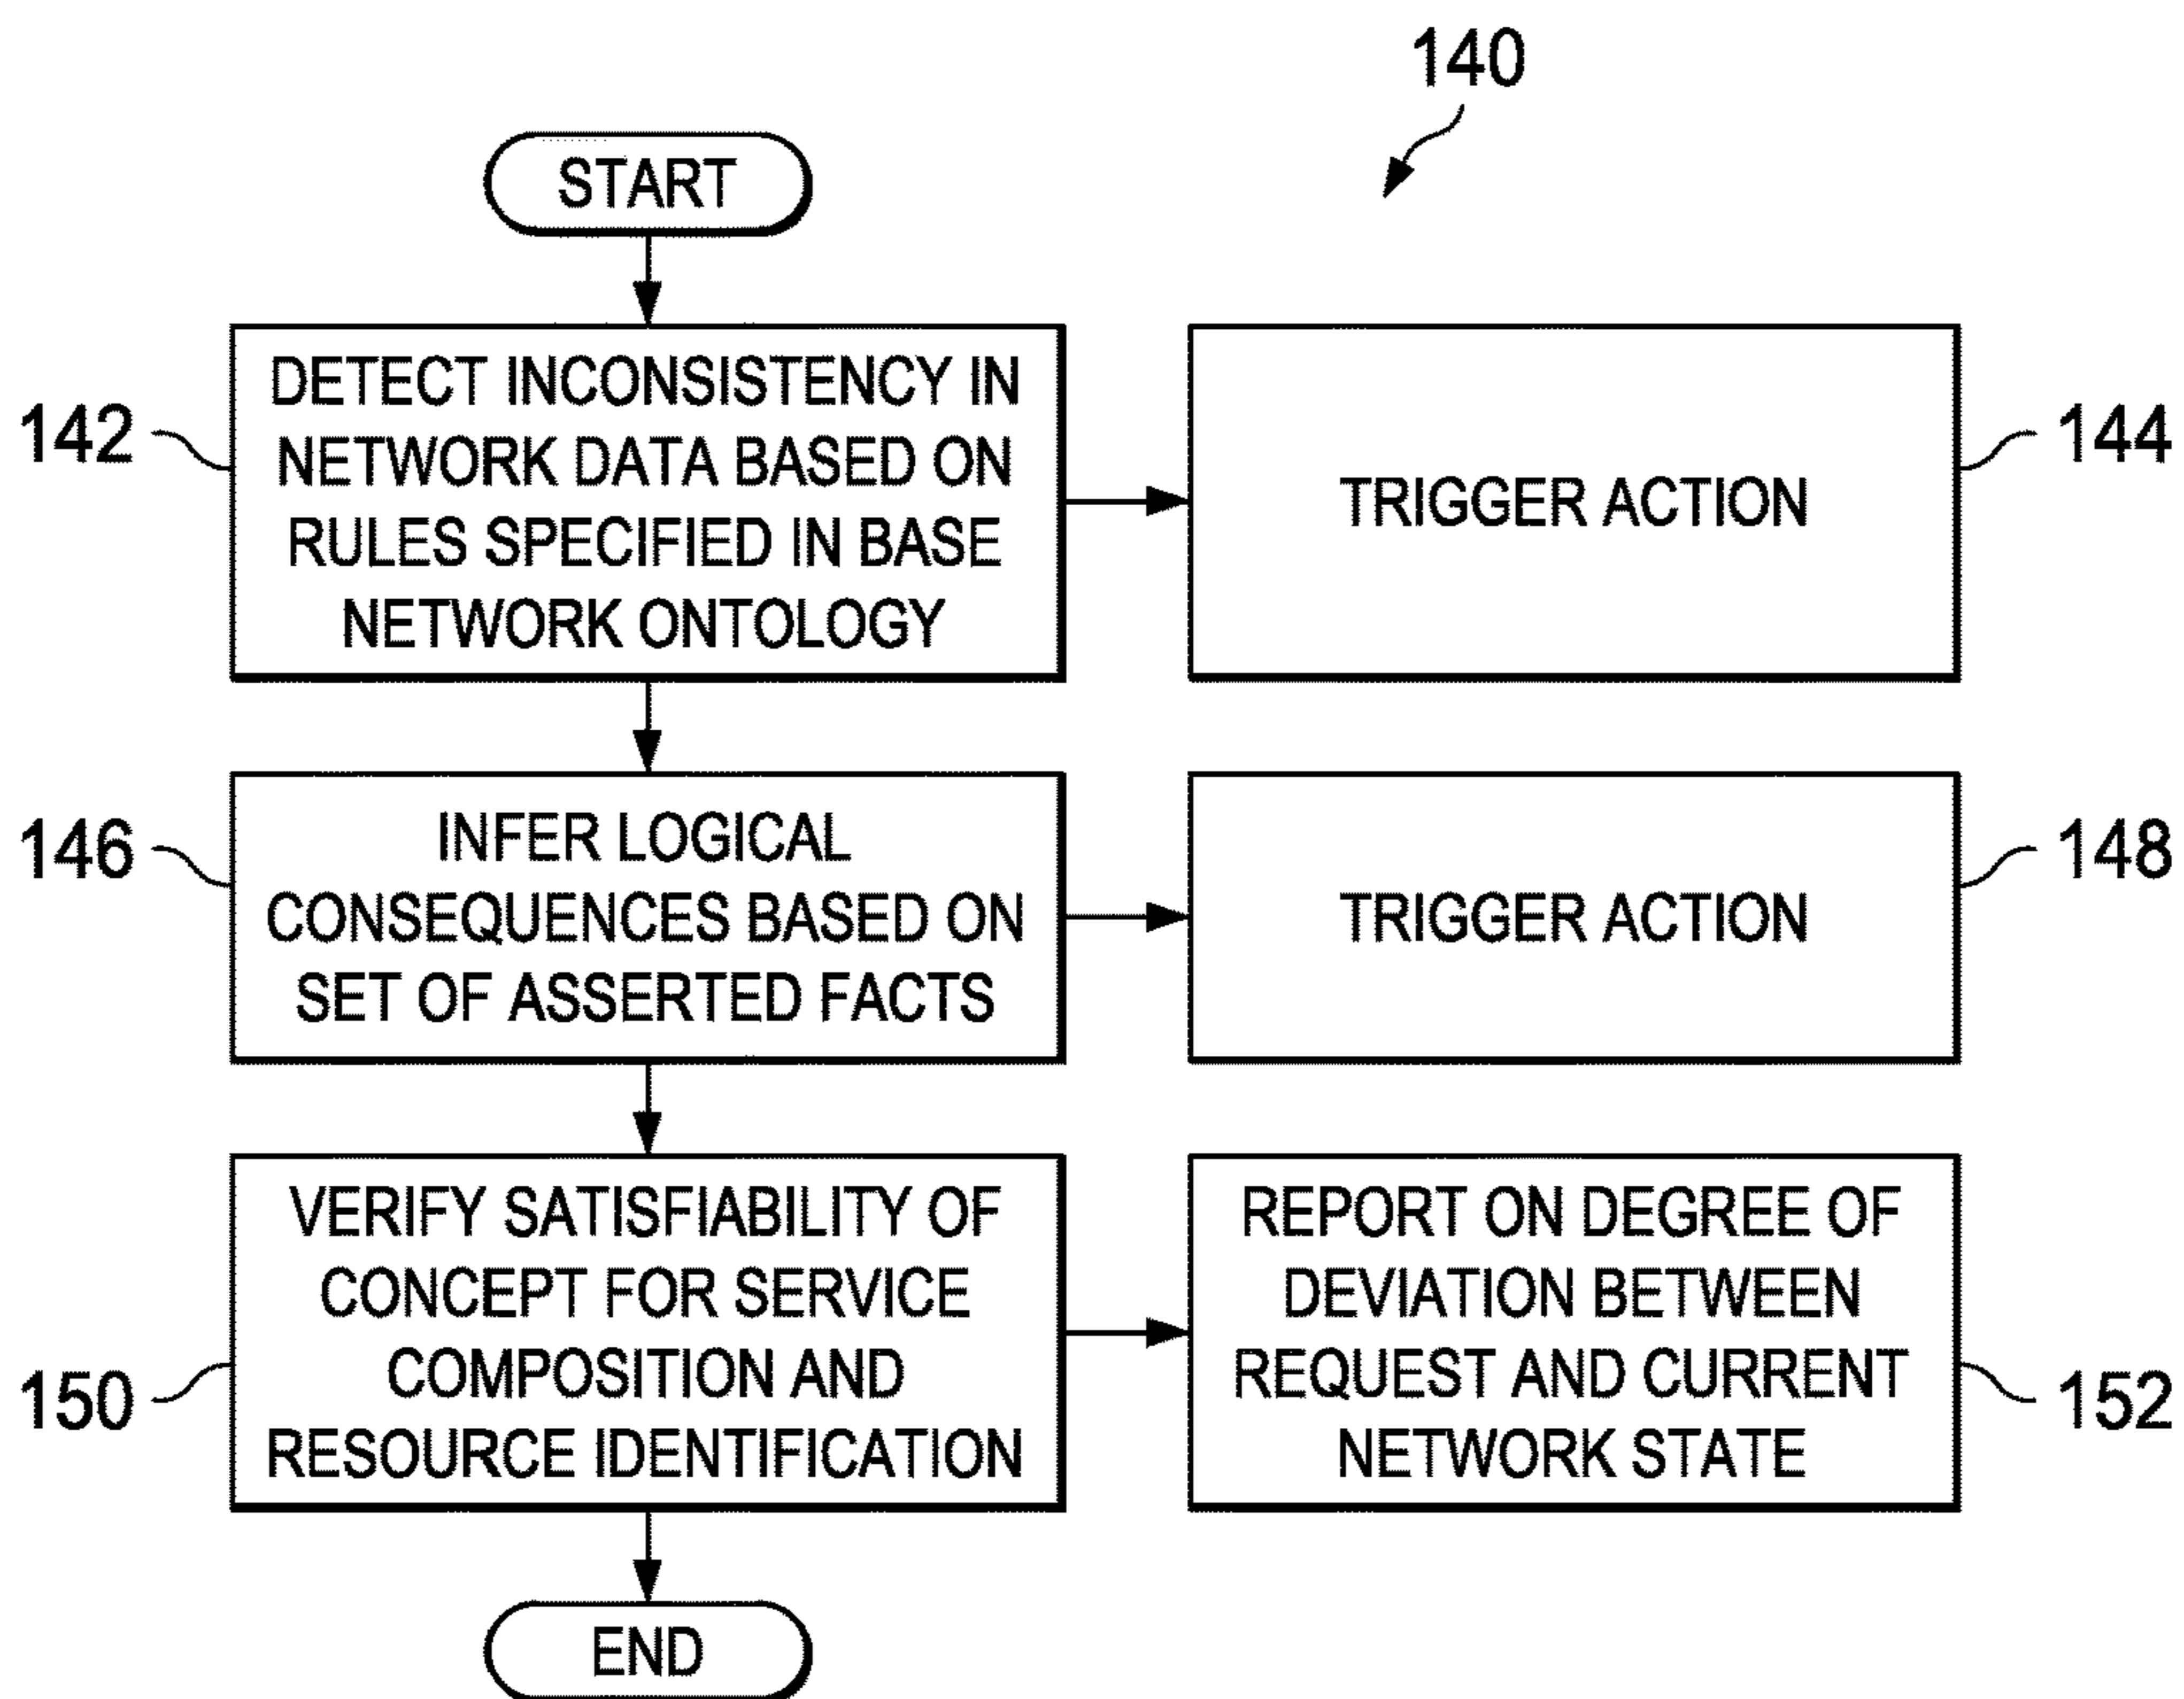 140
START
142
DETECT INCONSISTENCY IN
NETWORK DATA BASED ON
RULES SPECIFIED IN BASE
NETWORK ONTOLOGY
TRIGGER ACTION
144
146
INFER LOGICAL
CONSEQUENCES BASED ON
SET OF ASSERTED FACTS
TRIGGER ACTION
148
150
VERIFY SATISFIABILITY OF
CONCEPT FOR SERVICE
COMPOSITION AND
RESOURCE IDENTIFICATION
REPORT ON DEGREE OF
DEVIATION BETWEEN
REQUEST AND CURRENT
NETWORK STATE
152
END